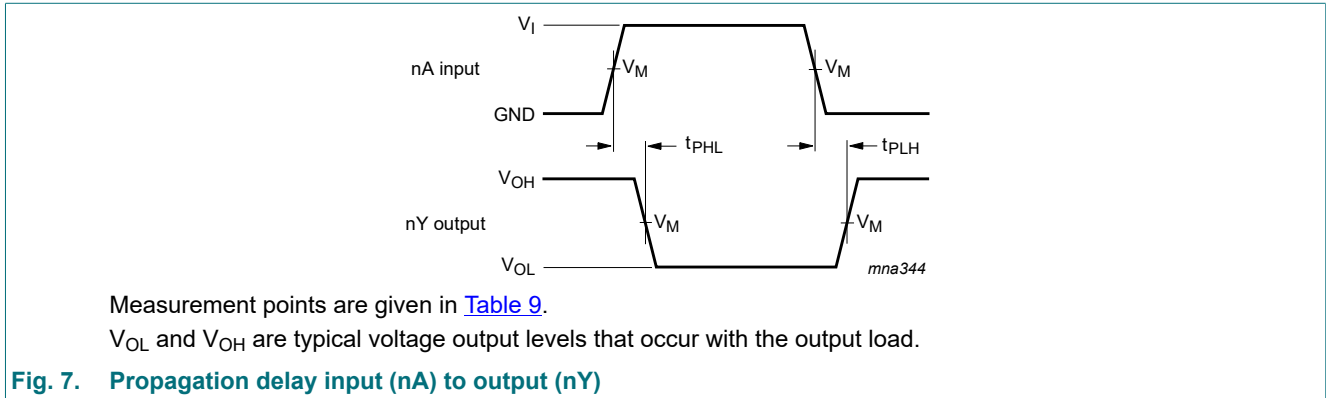 V_I
nA input
V_M
V_M
GND
t_PHL
t_PLH
V_OH
nY output
V_M
V_M
V_OL
mna344
Measurement points are given in Table 9.
V_OL and V_OH are typical voltage output levels that occur with the output load.
Fig. 7. Propagation delay input (nA) to output (nY)